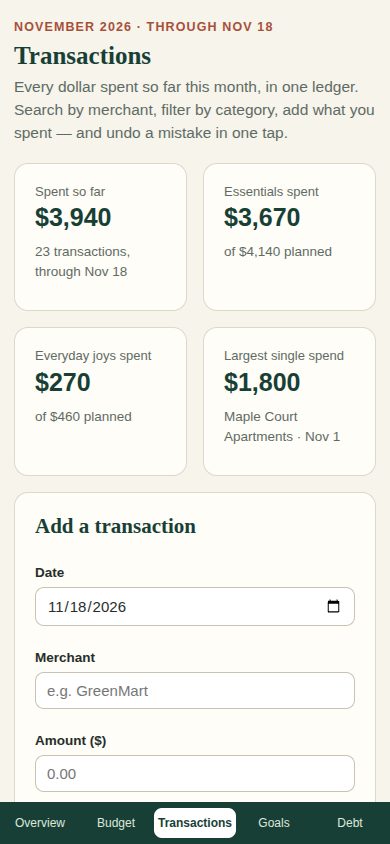 NOVEMBER 2026 · THROUGH NOV 18
Transactions
Every dollar spent so far this month, in one ledger.
Search by merchant, filter by category, add what you
spent — and undo a mistake in one tap.
Spent so far
$3,940
23 transactions,
through Nov 18
Essentials spent
$3,670
of $4,140 planned
Everyday joys spent
$270
of $460 planned
Largest single spend
$1,800
Maple Court
Apartments · Nov 1
Add a transaction
Date
11/18/2026
Merchant
e.g. GreenMart
Amount ($)
0.00
Overview Budget Transactions Goals Debt